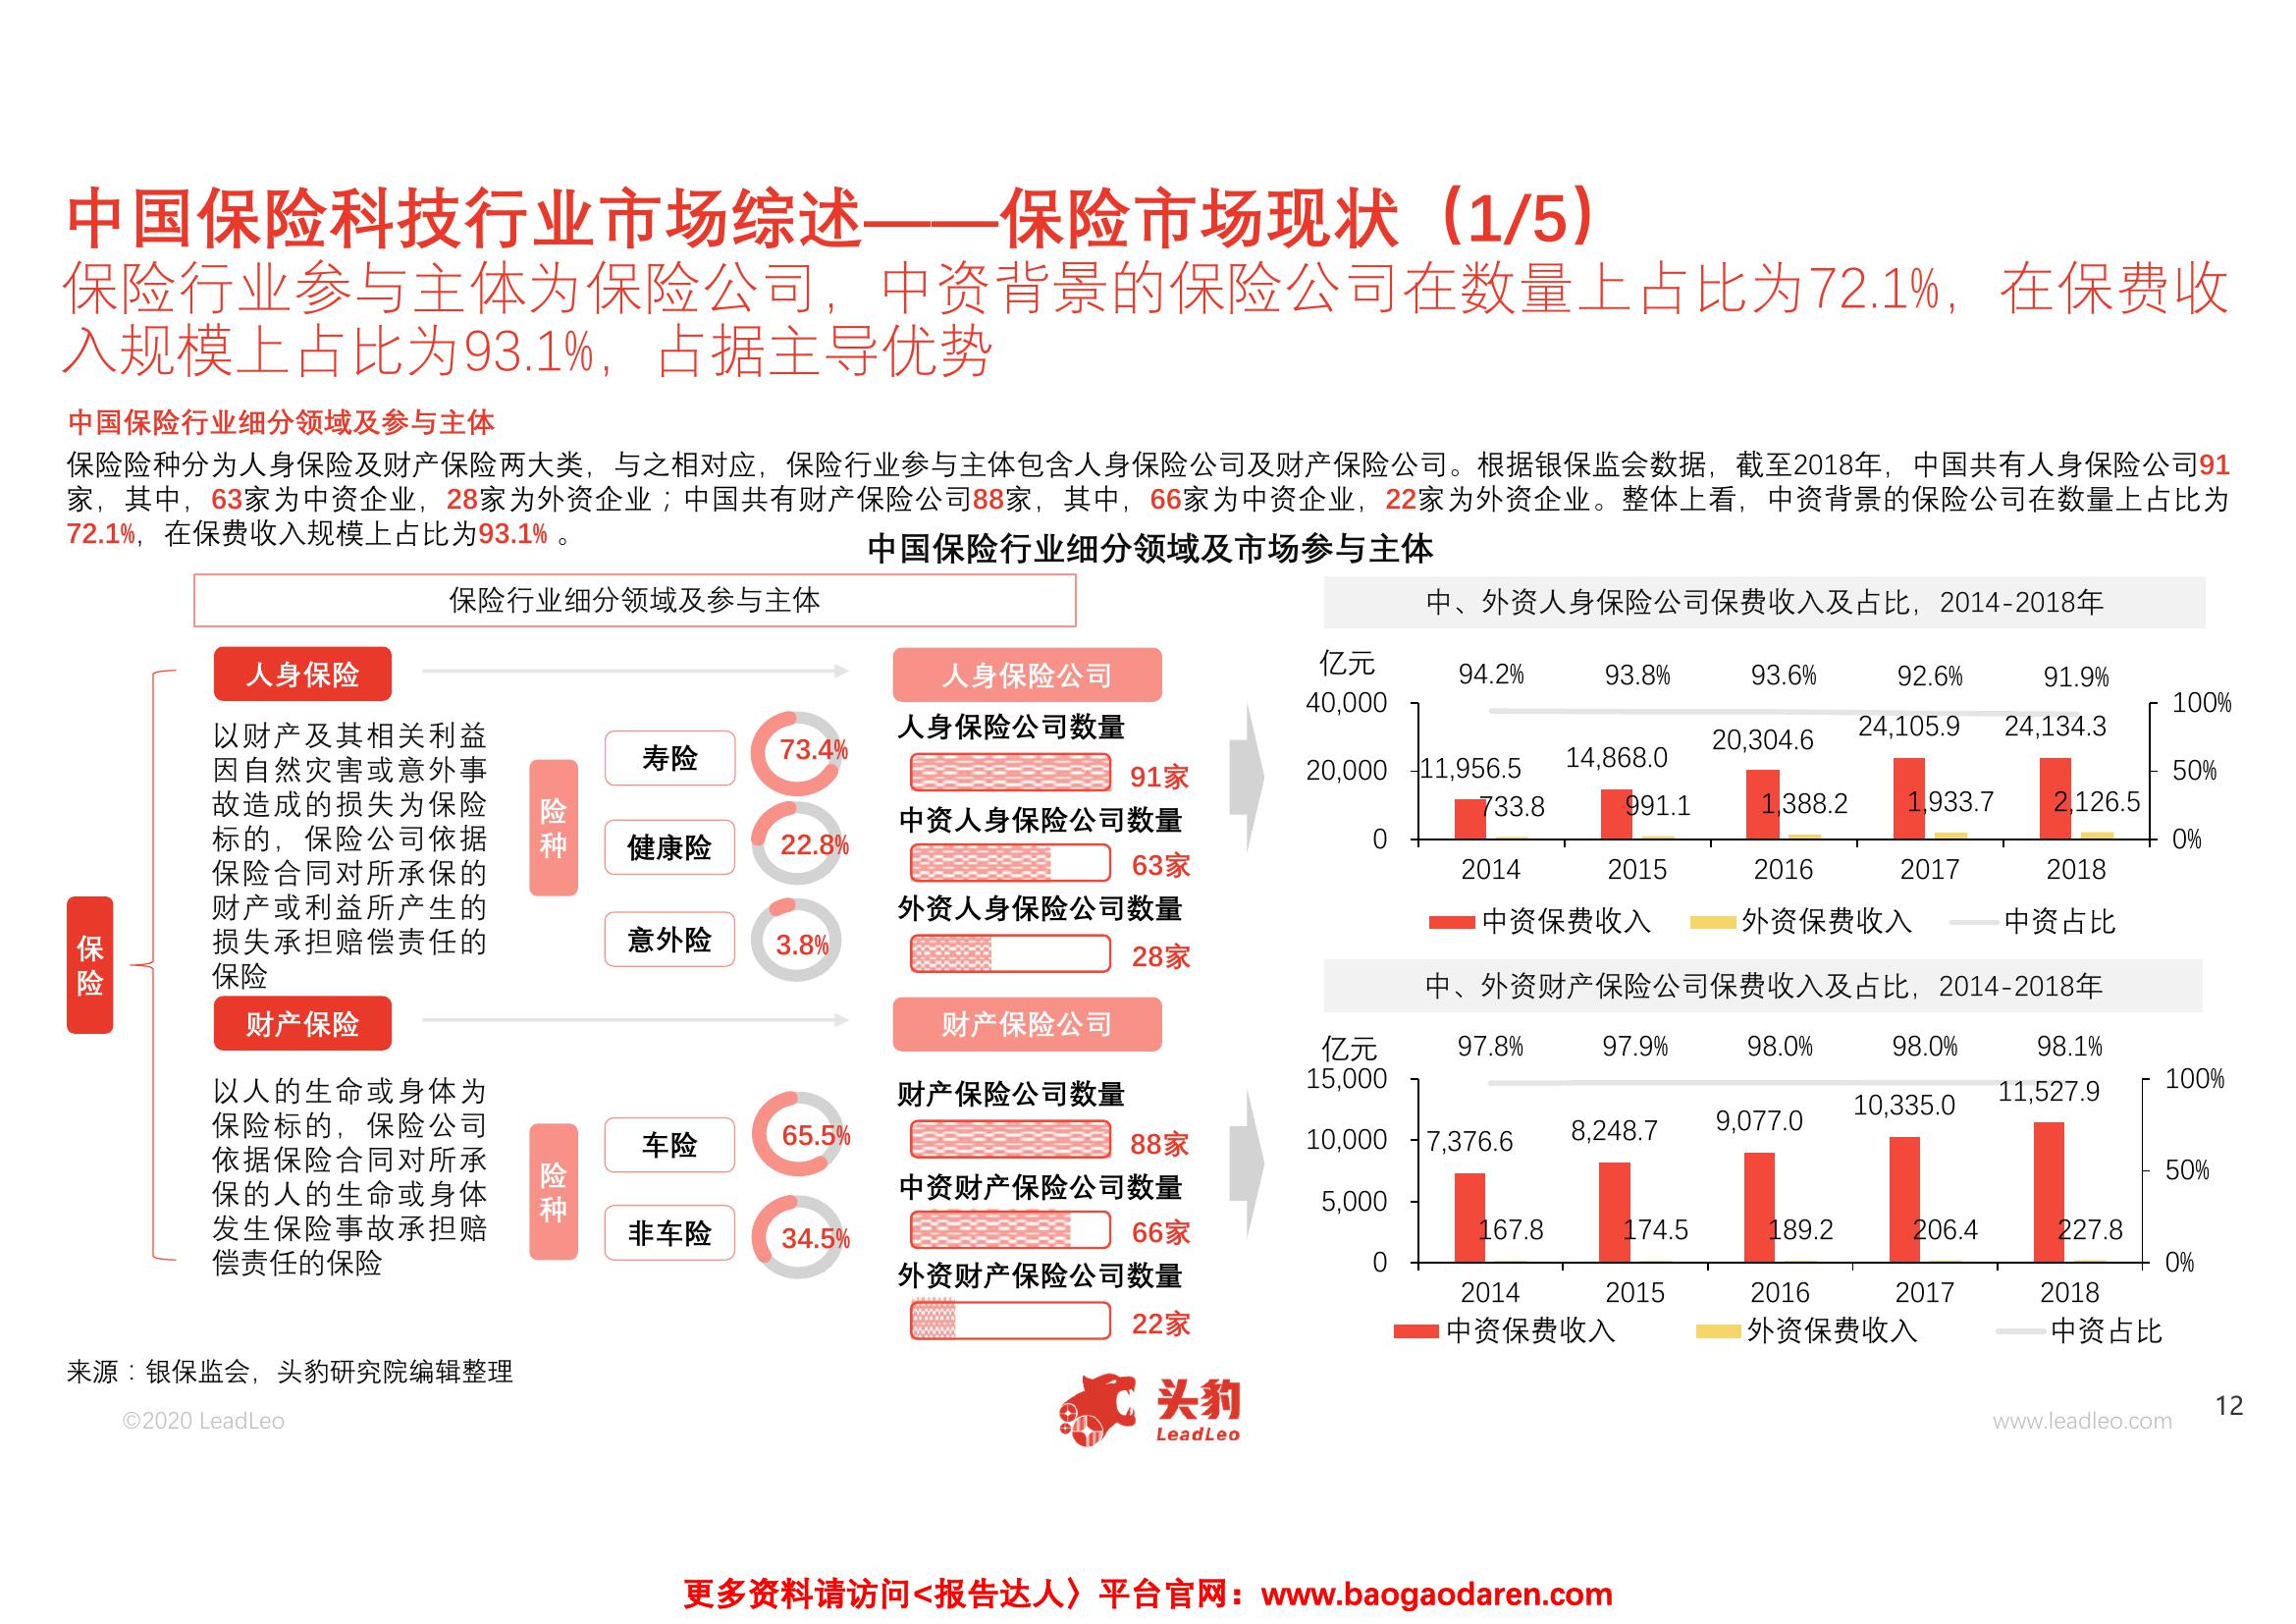 中国保险科技行业市场综述——保险市场现状（1/5）
保险行业参与主体为保险公司，中资背景的保险公司在数量上占比为72.1%，在保费收
入规模上占比为93.1%，占据主导优势
中国保险行业细分领域及参与主体
保险险种分为人身保险及财产保险两大类，与之相对应，保险行业参与主体包含人身保险公司及财产保险公司。根据银保监会数据，截至2018年，中国共有人身保险公司91
家，其中，63家为中资企业，28家为外资企业；中国共有财产保险公司88家，其中，66家为中资企业，22家为外资企业。整体上看，中资背景的保险公司在数量上占比为
72.1%，在保费收入规模上占比为93.1% 。
中国保险行业细分领域及市场参与主体
保险行业细分领域及参与主体
保险
人身保险
以财产及其相关利益
因自然灾害或意外事
故造成的损失为保险
标的，保险公司依据
保险合同对所承保的
财产或利益所产生的
损失承担赔偿责任的
保险
险种
寿险
73.4%
健康险
22.8%
意外险
3.8%
人身保险公司
人身保险公司数量
91家
中资人身保险公司数量
63家
外资人身保险公司数量
28家
财产保险
以人的生命或身体为
保险标的，保险公司
依据保险合同对所承
保的人的生命或身体
发生保险事故承担赔
偿责任的保险
险种
车险
65.5%
非车险
34.5%
财产保险公司
财产保险公司数量
88家
中资财产保险公司数量
66家
外资财产保险公司数量
22家
中、外资人身保险公司保费收入及占比，2014-2018年
亿元
94.2% 93.8% 93.6% 92.6% 91.9%
40,000 100%
11,956.5 14,868.0 20,304.6 24,105.9 24,134.3
20,000 50%
733.8 991.1 1,388.2 1,933.7 2,126.5
0 0%
2014 2015 2016 2017 2018
中资保费收入 外资保费收入 中资占比
中、外资财产保险公司保费收入及占比，2014-2018年
亿元
97.8% 97.9% 98.0% 98.0% 98.1%
15,000 100%
7,376.6 8,248.7 9,077.0 10,335.0 11,527.9
10,000 50%
5,000
167.8 174.5 189.2 206.4 227.8
0 0%
2014 2015 2016 2017 2018
中资保费收入 外资保费收入 中资占比
来源：银保监会，头豹研究院编辑整理
©2020 LeadLeo
头豹
LeadLeo
www.leadleo.com
12
更多资料请访问<报告达人〉平台官网：www.baogaodaren.com